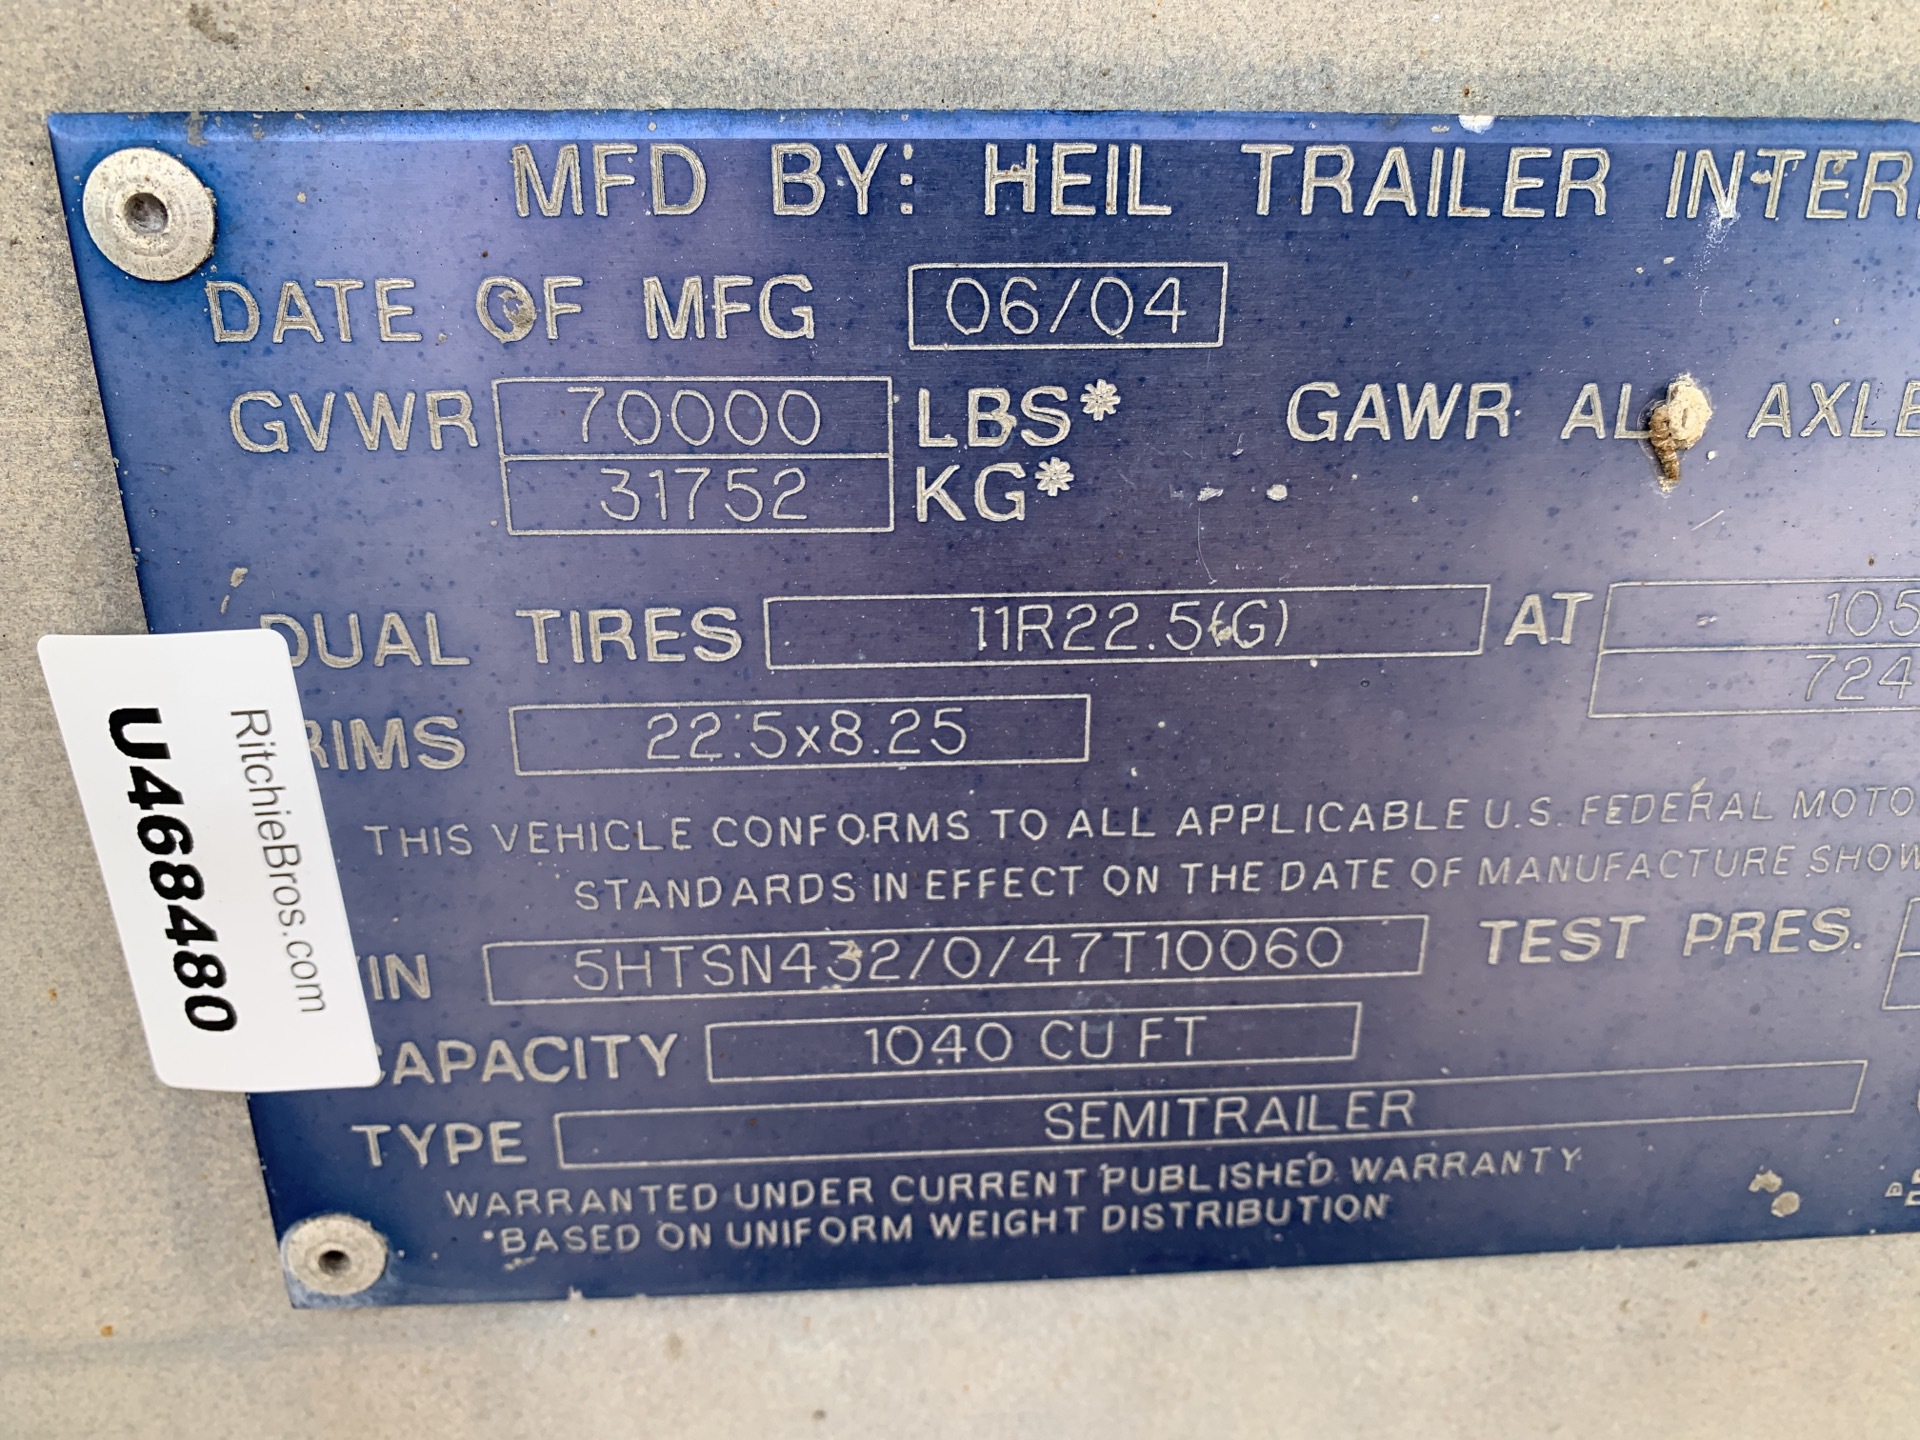 MFD BY: HEIL TRAILER INTER
DATE OF MFG 06/04
GVWR 70000 LBS* GAWR AXLE
31752 KG*
DUAL TIRES 11R22.5(G) AT 105
724
RIMS 22.5x8.25
THIS VEHICLE CONFORMS TO ALL APPLICABLE U.S. FEDERAL MOTO
STANDARDS IN EFFECT ON THE DATE OF MANUFACTURE SHOW
VIN 5HTSN432/0/47T10060 TEST PRES.
CAPACITY 1040 CU FT
TYPE SEMITRAILER
WARRANTED UNDER CURRENT PUBLISHED WARRANTY
*BASED ON UNIFORM WEIGHT DISTRIBUTION
RitchieBros.com
U468480